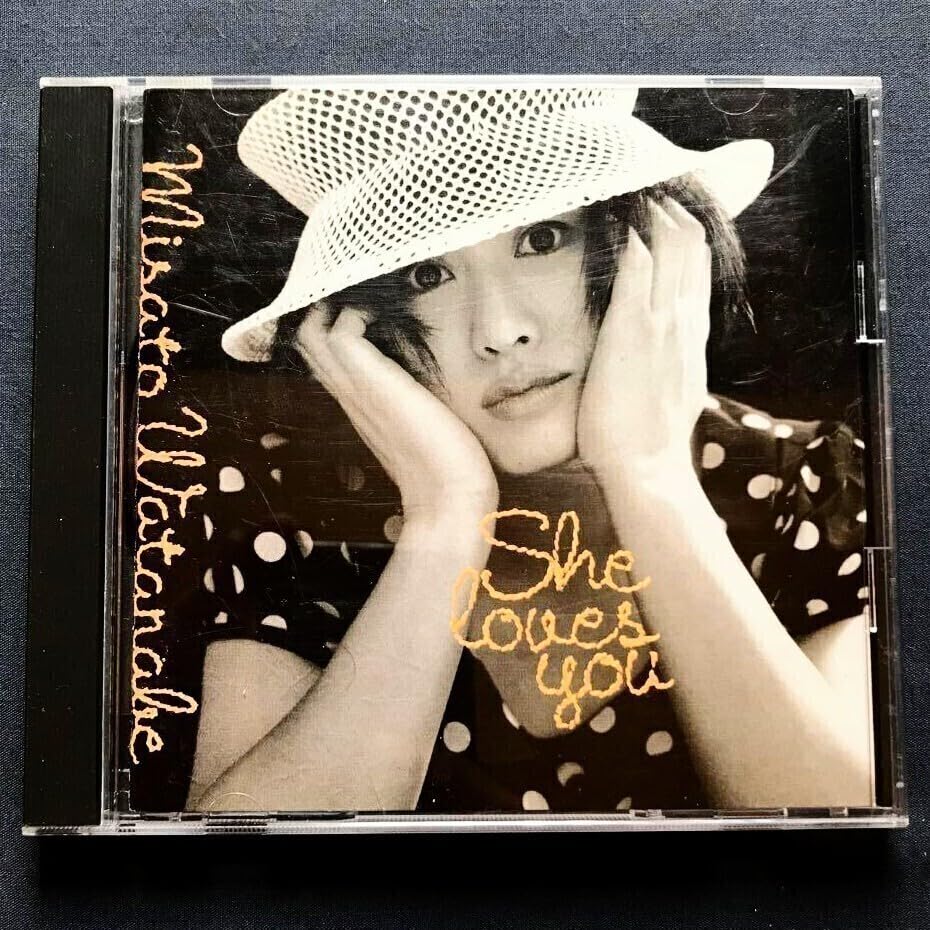 Misato Watanabe
She
loves
you